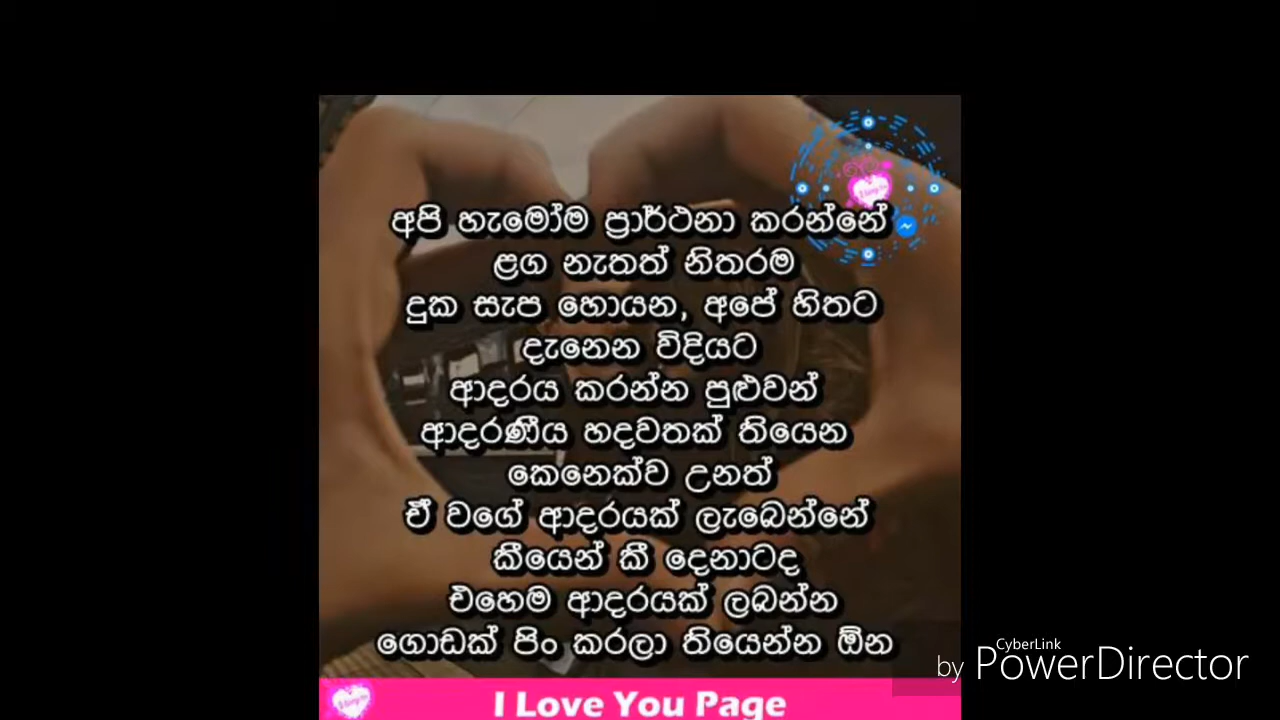 අපි හැමෝම ප්‍රාර්ථනා කරන්නේ
ළග නැතත් නිතරම
දුක සැප හොයන, අපේ හිතට
දැනෙන විදියට
ආදරය කරන්න පුළුවන්
ආදරණීය හදවතක් තියෙන
කෙනෙක්ව උනත්
ඒ වගේ ආදරයක් ලැබෙන්නේ
කීයෙන් කී දෙනාටද
එහෙම ආදරයක් ලබන්න
ගොඩක් පිං කරලා තියෙන්න ඕන
CyberLink
by PowerDirector
I Love You Page